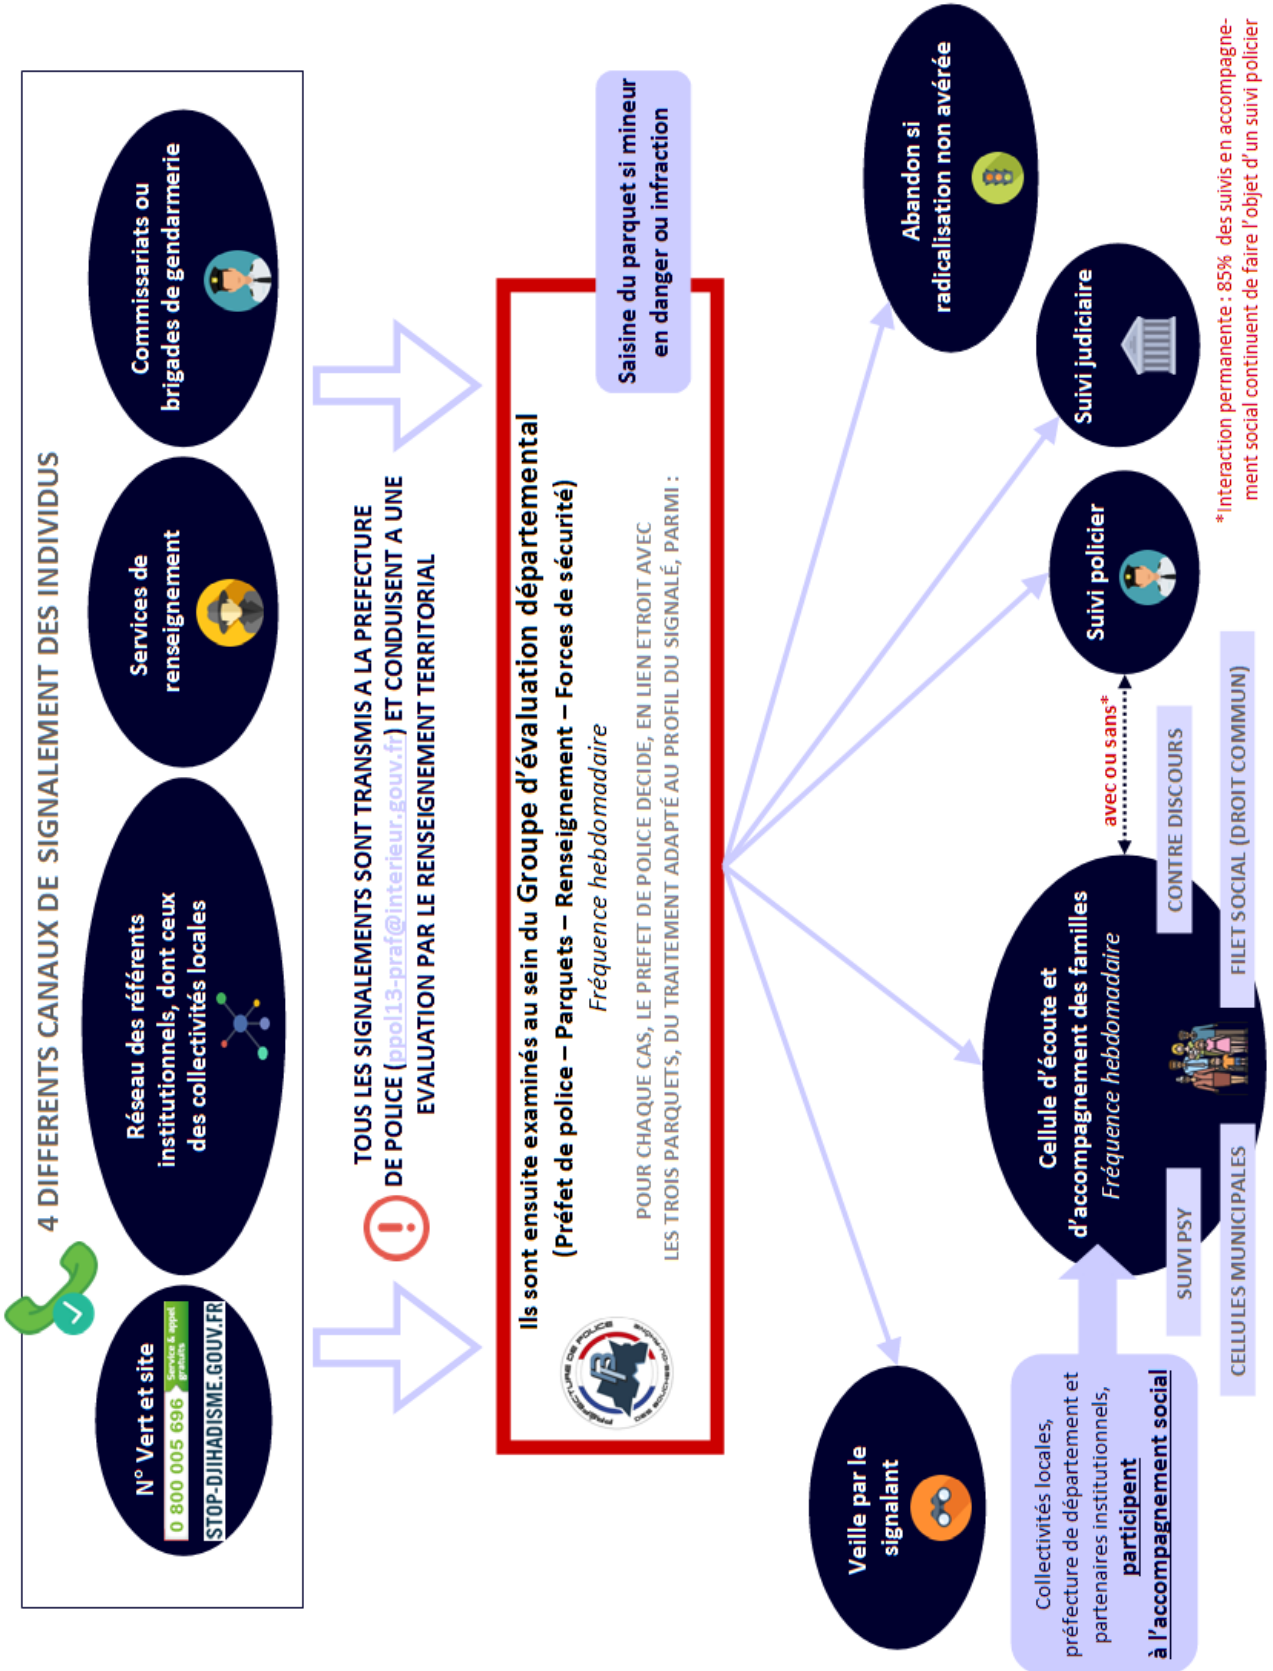 4 DIFFERENTS CANAUX DE SIGNALEMENT DES INDIVIDUS
N° Vert et site
0 800 005 696
Service & appel
gratuits
STOP-DJIHADISME.GOUV.FR
Réseau des référents
institutionnels, dont ceux
des collectivités locales
Services de
renseignement
Commissariats ou
brigades de gendarmerie
TOUS LES SIGNALEMENTS SONT TRANSMIS A LA PREFECTURE
DE POLICE (ppol13-praf@interieur.gouv.fr) ET CONDUISENT A UNE
EVALUATION PAR LE RENSEIGNEMENT TERRITORIAL
Ils sont ensuite examinés au sein du Groupe d'évaluation départemental
(Préfet de police – Parquets – Renseignement – Forces de sécurité)
Fréquence hebdomadaire
POUR CHAQUE CAS, LE PREFET DE POLICE DECIDE, EN LIEN ETROIT AVEC
LES TROIS PARQUETS, DU TRAITEMENT ADAPTÉ AU PROFIL DU SIGNALÉ, PARMI :
PRÉFECTURE DE POLICE
13
DES BOUCHES-DU-RHÔNE
Saisine du parquet si mineur
en danger ou infraction
Veille par le
signalant
Cellule d'écoute et
d'accompagnement des familles
Fréquence hebdomadaire
avec ou sans*
Suivi policier
Suivi judiciaire
Abandon si
radicalisation non avérée
Collectivités locales,
préfecture de département et
partenaires institutionnels,
participent
à l'accompagnement social
SUIVI PSY
CONTRE DISCOURS
CELLULES MUNICIPALES
FILET SOCIAL (DROIT COMMUN)
*Interaction permanente : 85% des suivis en accompagne-
ment social continuent de faire l'objet d'un suivi policier